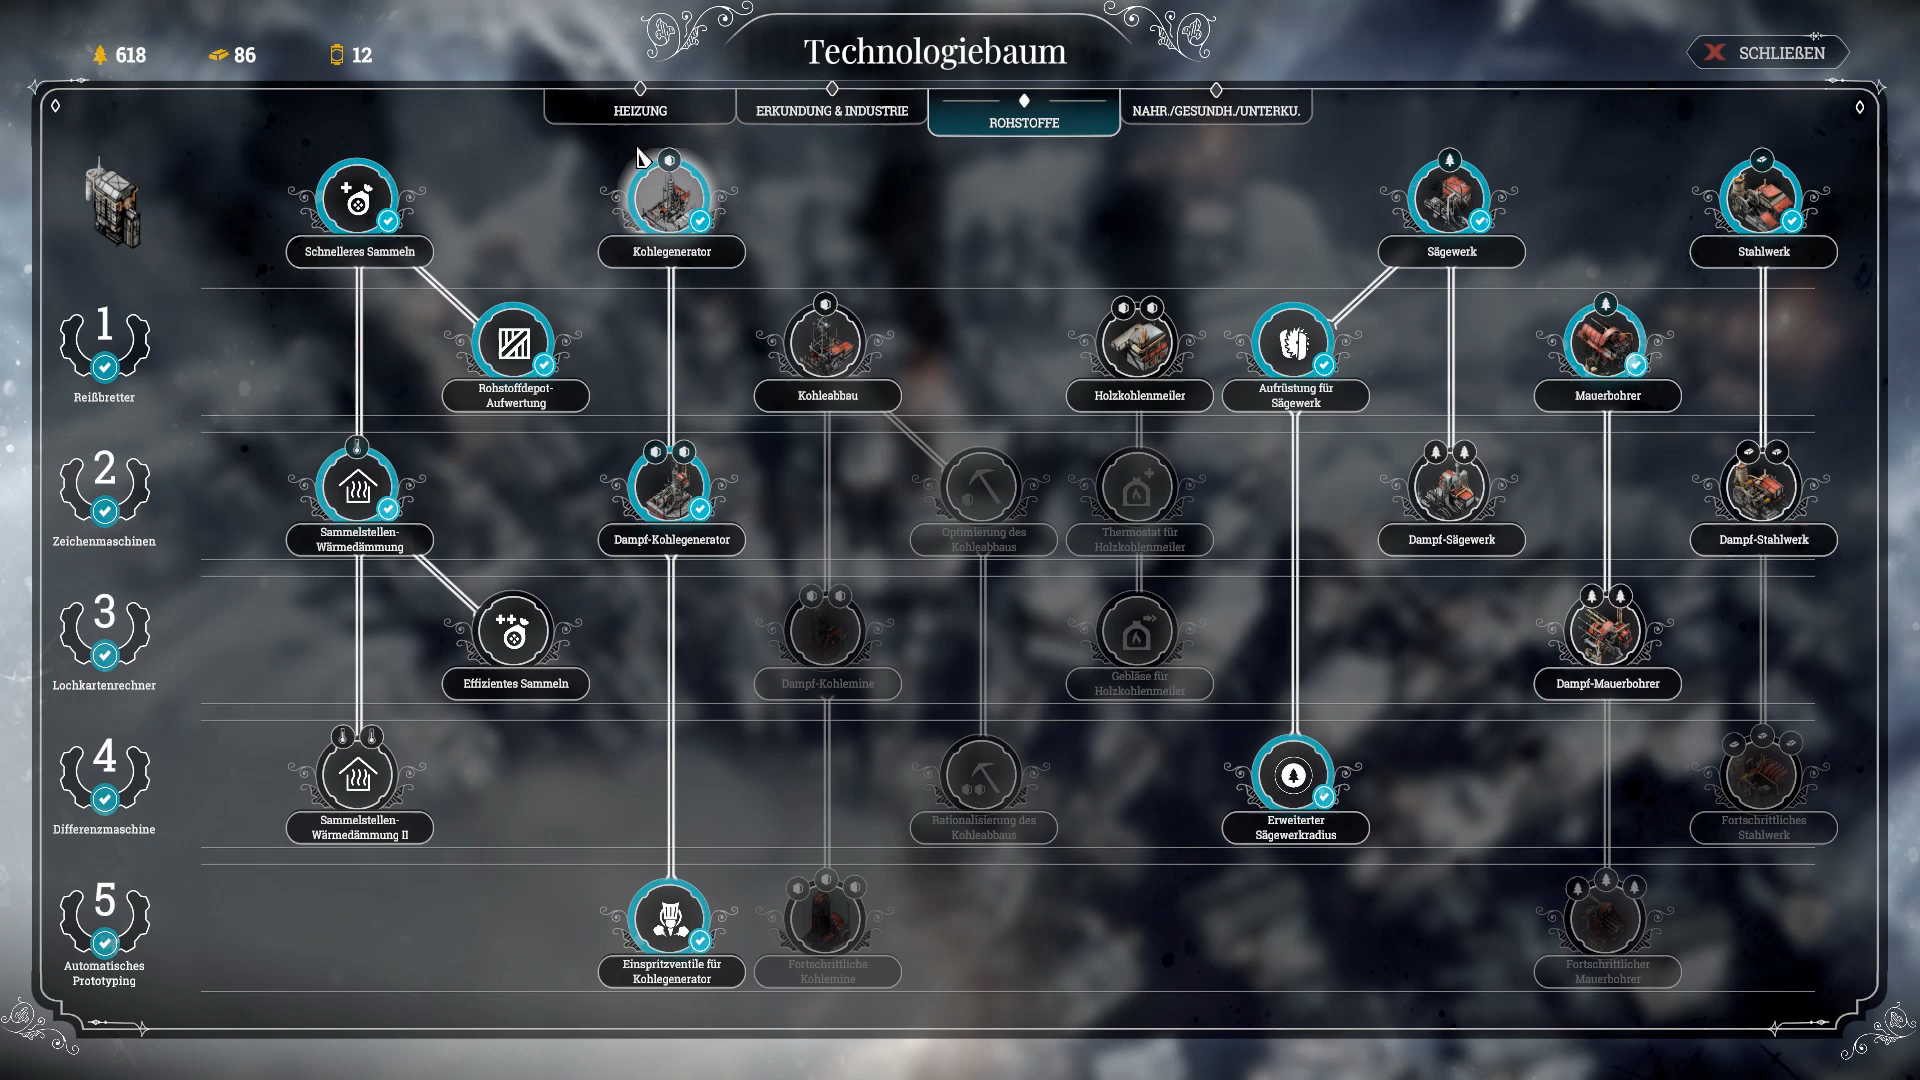 618
86
12
Technologiebaum
SCHLIEẞEN
HEIZUNG
ERKUNDUNG & INDUSTRIE
ROHSTOFFE
NAHR./GESUNDH./UNTERKU.
Schnelleres Sammeln
Kohlegenerator
Sägewerk
Stahlwerk
1
Reißbretter
Rohstoffdepot-
Aufwertung
Kohleabbau
Holzkohlenmeiler
Aufrüstung für
Sägewerk
Mauerbohrer
2
Zeichenmaschinen
Sammelstellen-
Wärmedämmung
Dampf-Kohlegenerator
Optimierung des
Kohleabbaus
Thermostat für
Holzkohlenmeiler
Dampf-Sägewerk
Dampf-Stahlwerk
3
Lochkartenrechner
Effizientes Sammeln
Dampf-Kohlemine
Gebläse für
Holzkohlenmeiler
Dampf-Mauerbohrer
4
Differenzmaschine
Sammelstellen-
Wärmedämmung II
Rationalisierung des
Kohleabbaus
Erweiterter
Sägewerkradius
Fortschrittliches
Stahlwerk
5
Automatisches
Prototyping
Einspritzventile für
Kohlegenerator
Fortschrittliche
Kohlemine
Fortschrittlicher
Mauerbohrer